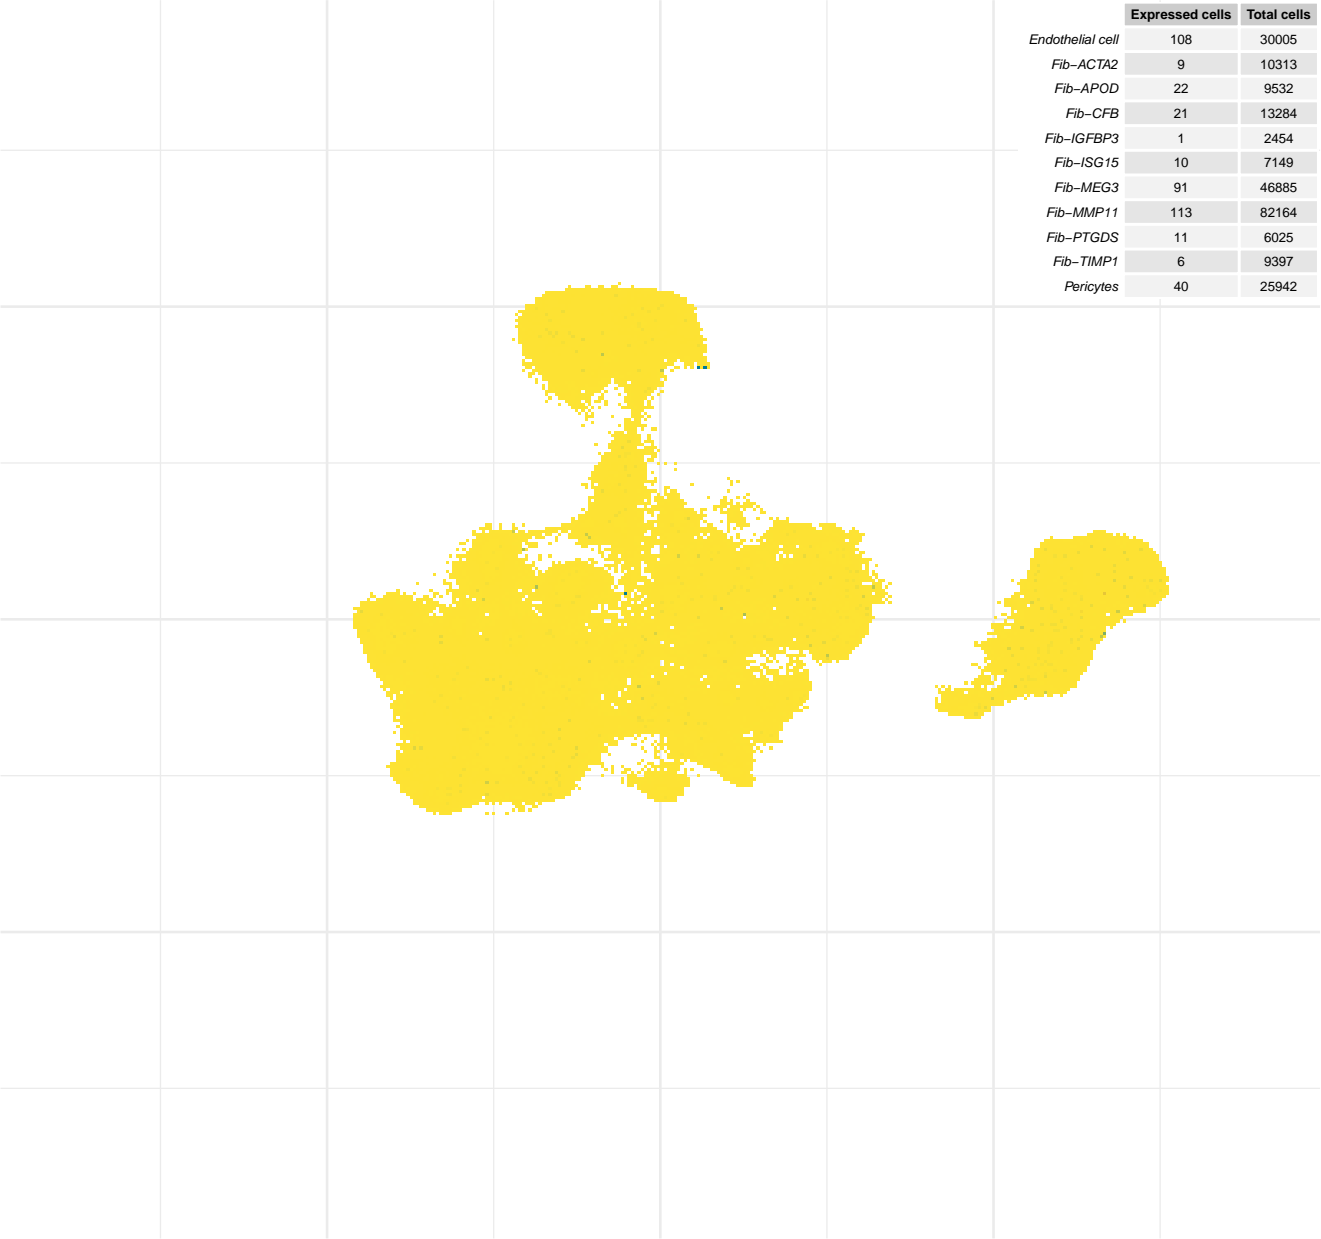 Expressed cells Total cells
Endothelial cell 108 30005
Fib−ACTA2 9 10313
Fib−APOD 22 9532
Fib−CFB 21 13284
Fib−IGFBP3 1 2454
Fib−ISG15 10 7149
Fib−MEG3 91 46885
Fib−MMP11 113 82164
Fib−PTGDS 11 6025
Fib−TIMP1 6 9397
Pericytes 40 25942